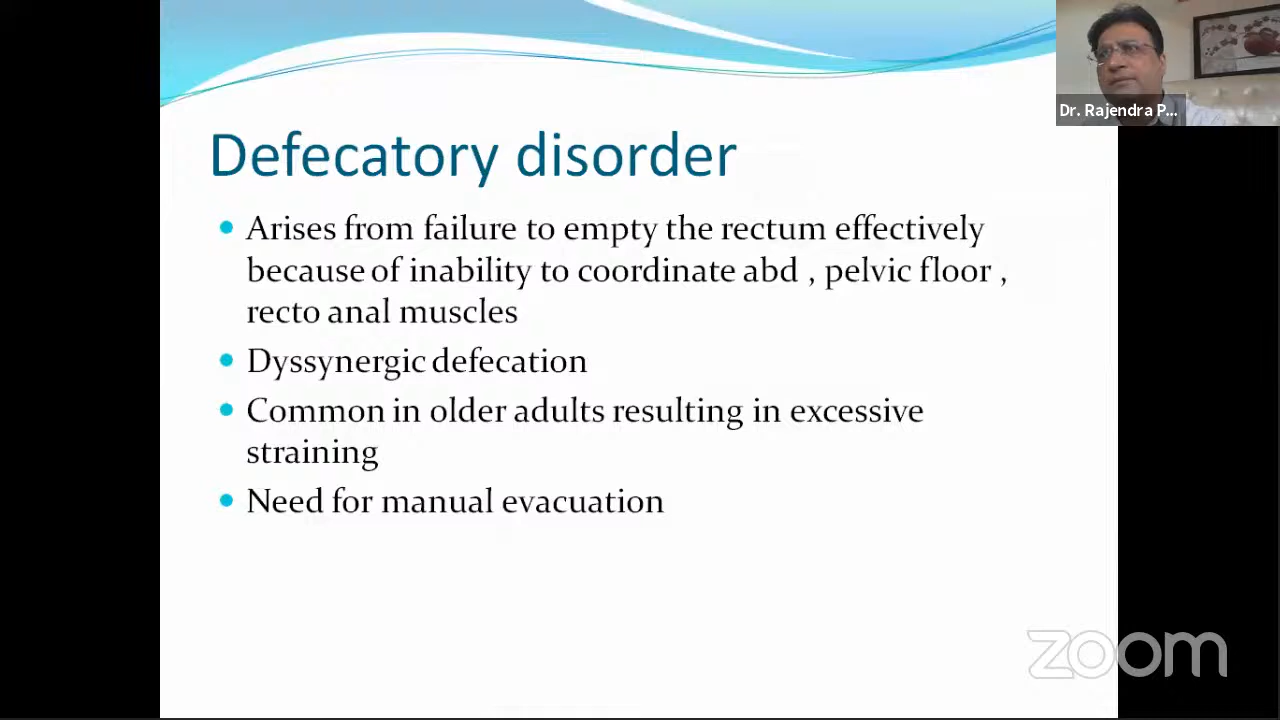 Dr. Rajendra P...
Defecatory disorder
Arises from failure to empty the rectum effectively
because of inability to coordinate abd , pelvic floor ,
recto anal muscles
Dyssynergic defecation
Common in older adults resulting in excessive
straining
Need for manual evacuation
zoom